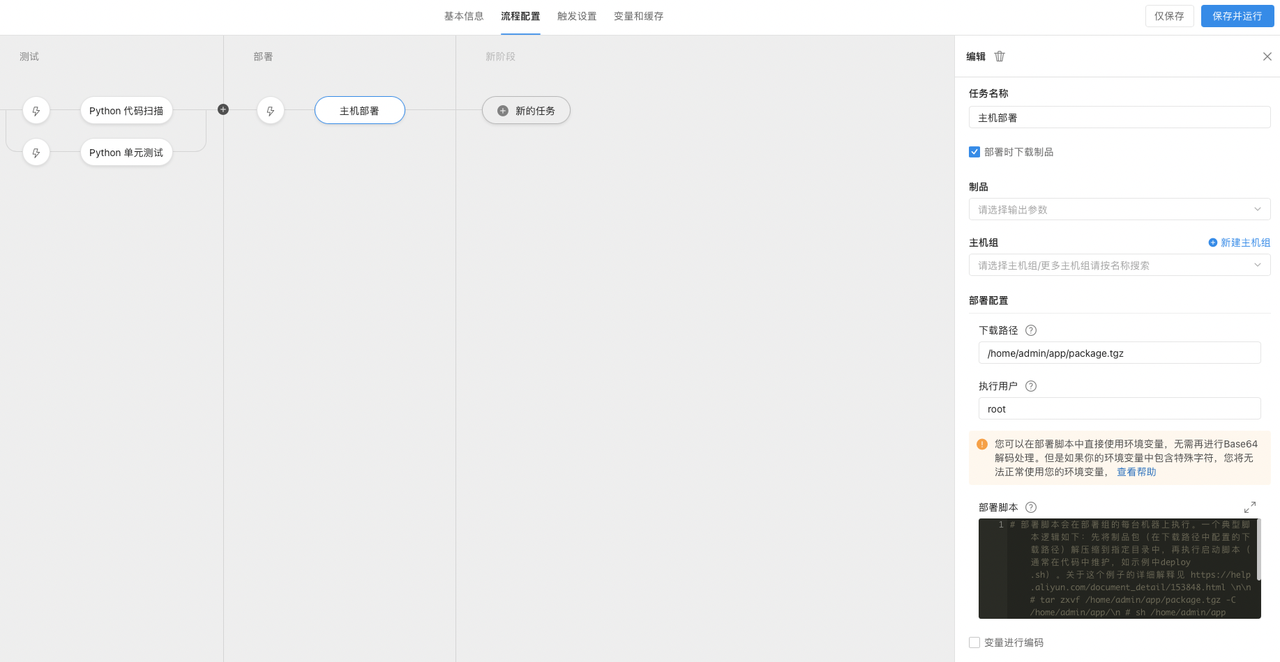 基本信息 流程配置 触发设置 变量和缓存 仅保存 保存并运行
测试 部署 新阶段
Python 代码扫描 主机部署 新的任务
Python 单元测试
编辑
任务名称
主机部署
部署时下载制品
制品
请选择输出参数
主机组 新建主机组
请选择主机组/更多主机组请按名称搜索
部署配置
下载路径
/home/admin/app/package.tgz
执行用户
root
您可以在部署脚本中直接使用环境变量，无需再进行Base64
解码处理。但是如果你的环境变量中包含特殊字符，您将无
法正常使用您的环境变量， 查看帮助
部署脚本
1 # 部署脚本会在部署组的每台机器上执行。一个典型脚
本逻辑如下：先将制品包（在下载路径中配置的下
载路径）解压缩到指定目录中，再执行启动脚本（
通常在代码中维护，如示例中deploy
.sh）。关于这个例子的详细解释见 https://help
.aliyun.com/document_detail/153848.html \n\n
# tar zxvf /home/admin/app/package.tgz -C
/home/admin/app/\n # sh /home/admin/app
变量进行编码